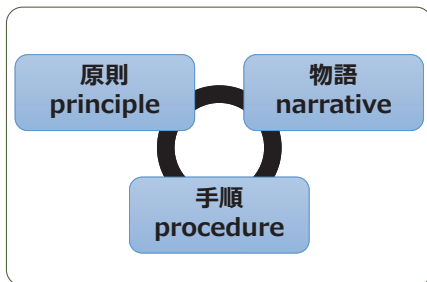 原則
principle
物語
narrative
手順
procedure